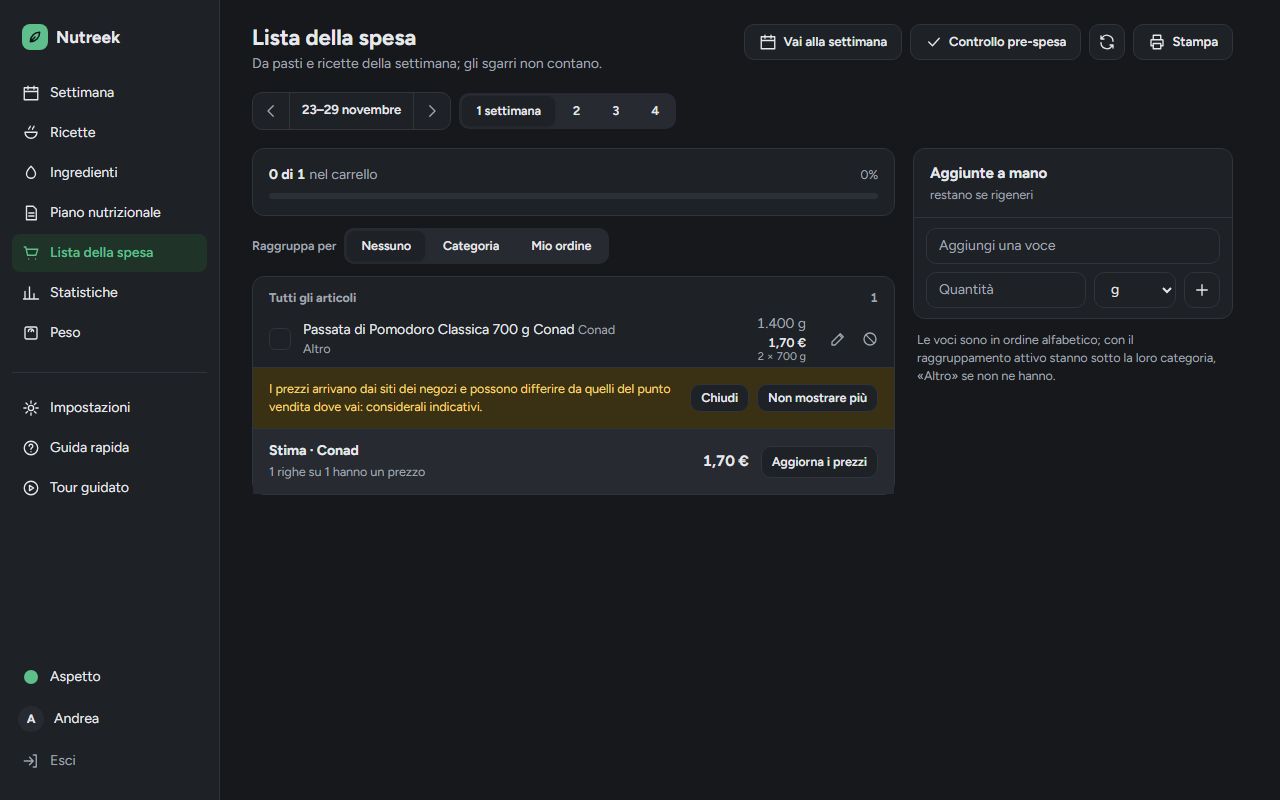 Nutreek
Settimana
Ricette
Ingredienti
Piano nutrizionale
Lista della spesa
Statistiche
Peso
Impostazioni
Guida rapida
Tour guidato
Aspetto
A Andrea
Esci
Lista della spesa
Da pasti e ricette della settimana; gli sgarri non contano.
Vai alla settimana
Controllo pre-spesa
Stampa
23–29 novembre
1 settimana 2 3 4
0 di 1 nel carrello 0%
Raggruppa per Nessuno Categoria Mio ordine
Tutti gli articoli 1
Passata di Pomodoro Classica 700 g Conad Conad
Altro
1.400 g
1,70 €
2 × 700 g
I prezzi arrivano dai siti dei negozi e possono differire da quelli del punto
vendita dove vai: considerali indicativi.
Chiudi Non mostrare più
Stima · Conad
1 righe su 1 hanno un prezzo
1,70 € Aggiorna i prezzi
Aggiunte a mano
restano se rigeneri
Aggiungi una voce
Quantità g
Le voci sono in ordine alfabetico; con il
raggruppamento attivo stanno sotto la loro categoria,
«Altro» se non ne hanno.